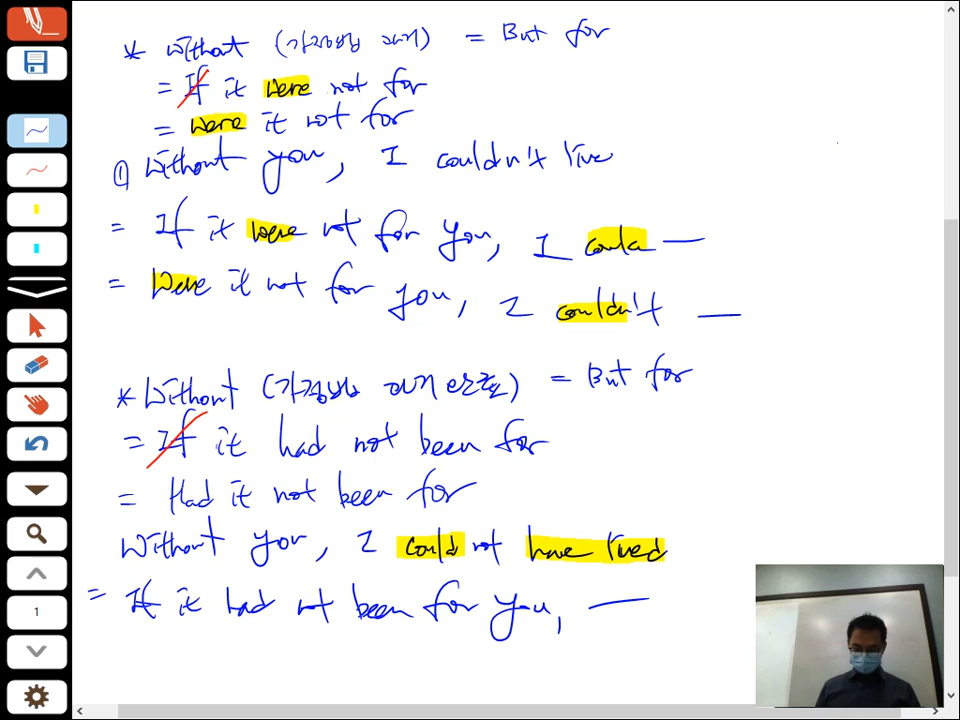 * Without (가정법 과거) = But for
= If it were not for
= were it not for
① Without you, I couldn't live
= If it were not for you, I could —
= Were it not for you, I couldn't —
* Without (가정법 과거 완료) = But for
= If it had not been for
= Had it not been for
Without you, I could not have lived
= If it had not been for you, —
1